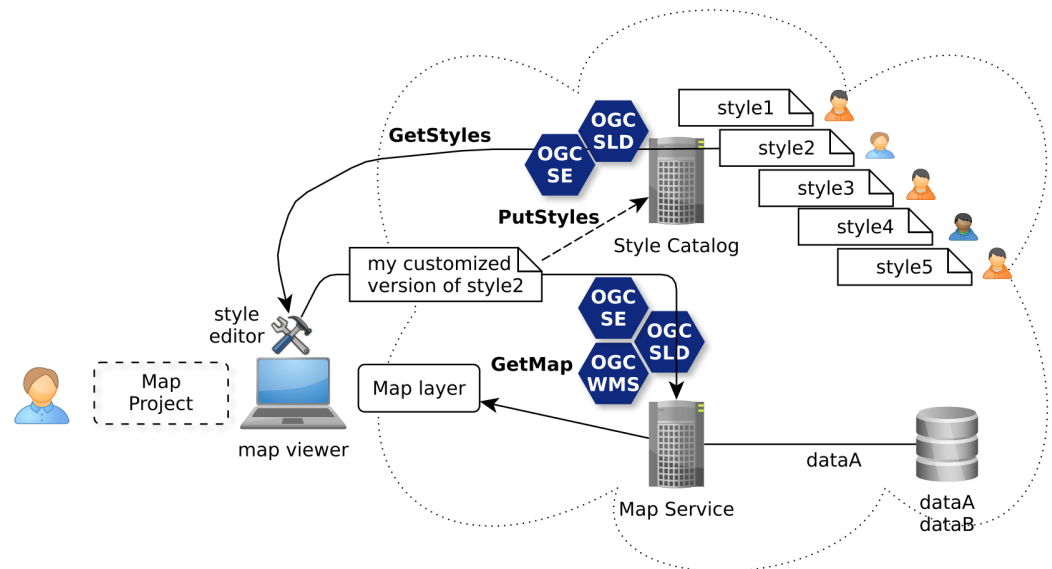 style1
OGC
SLD
GetStyles
OGC
SE
style2
style3
PutStyles
style4
Style Catalog
my customized
version of style2
style5
OGC
SE
style
editor
OGC
SLD
GetMap
OGC
WMS
Map
Project
Map layer
map viewer
dataA
Map Service
dataA
dataB